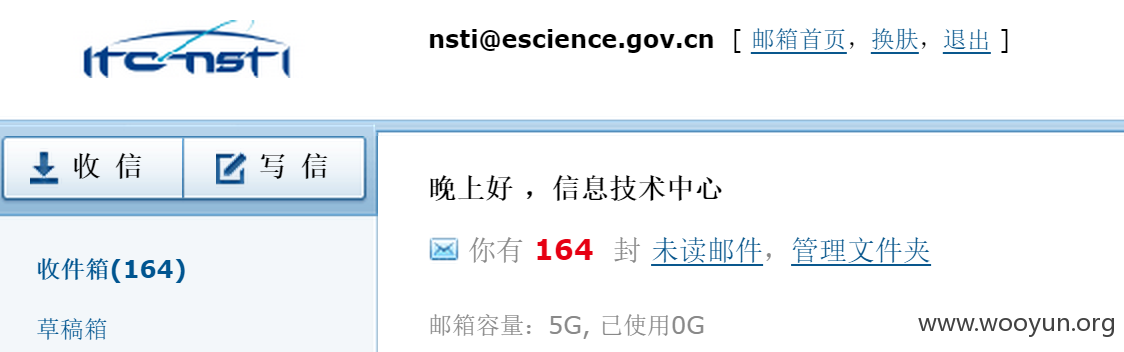 ITC-nsti
nsti@escience.gov.cn [ 邮箱首页, 换肤, 退出 ]
收 信
写 信
晚上好 ，信息技术中心
你有 164 封 未读邮件，管理文件夹
收件箱(164)
草稿箱
邮箱容量：5G, 已使用0G
www.wooyun.org